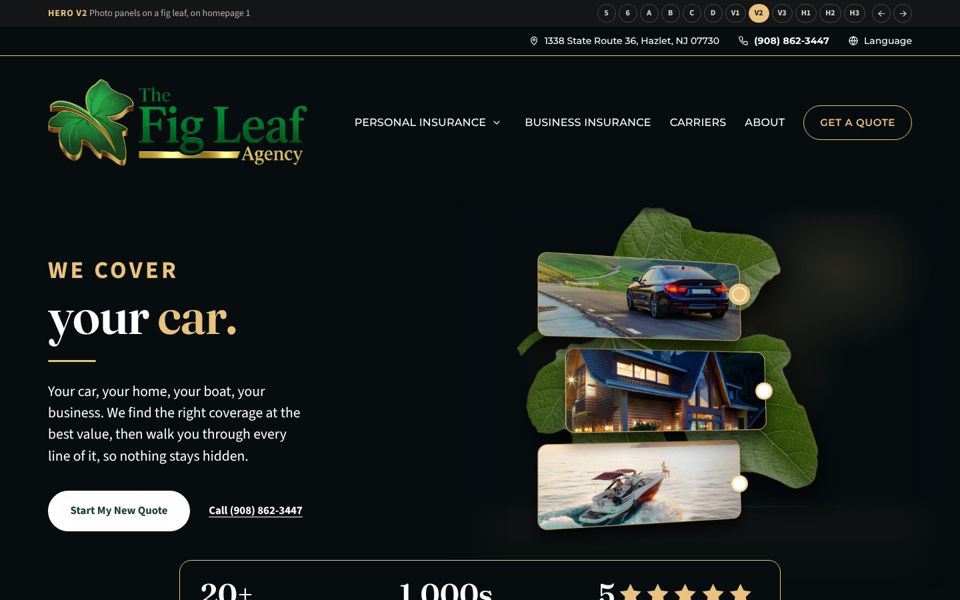 HERO V2 Photo panels on a fig leaf, on homepage 1
5 6 A B C D V1 V2 V3 H1 H2 H3 ← →
1338 State Route 36, Hazlet, NJ 07730 (908) 862-3447 Language
The
Fig Leaf
Agency
PERSONAL INSURANCE BUSINESS INSURANCE CARRIERS ABOUT GET A QUOTE
WE COVER
your car.
Your car, your home, your boat, your
business. We find the right coverage at the
best value, then walk you through every
line of it, so nothing stays hidden.
Start My New Quote Call (908) 862-3447
20+ 1,000s 5